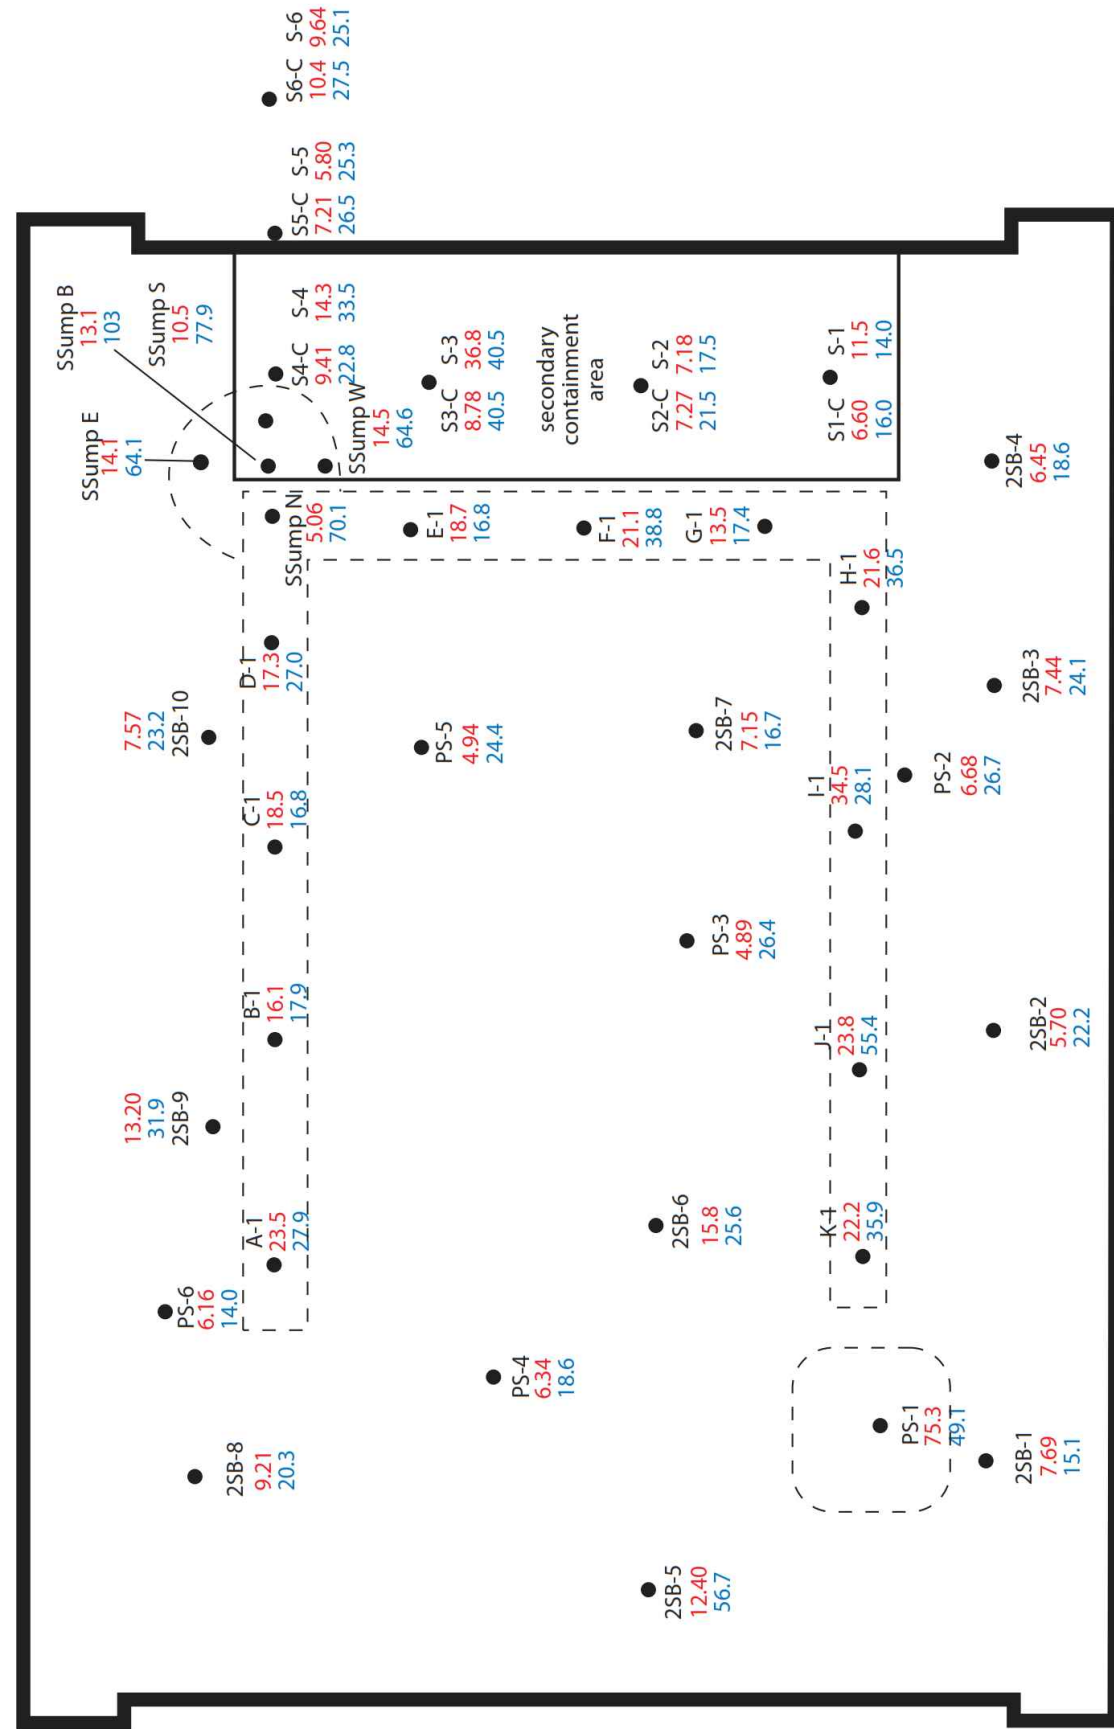 S6-C
10.4
27.5
S-6
9.64
25.1
S5-C
7.21
26.5
S-5
5.80
25.3
SSump B
13.1
103
SSump S
10.5
77.9
SSump E
14.1
64.1
S4-C
9.41
22.8
S-4
14.3
33.5
SSump W
14.5
64.6
S3-C
8.78
40.5
S-3
36.8
40.5
secondary
containment
area
S2-C
7.27
21.5
S-2
7.18
17.5
S1-C
6.60
16.0
S-1
11.5
14.0
SSump N
5.06
70.1
E-1
18.7
16.8
F-1
21.1
38.8
G-1
13.5
17.4
H-1
21.6
36.5
2SB-4
6.45
18.6
D-1
17.3
27.0
7.57
23.2
2SB-10
PS-5
4.94
24.4
2SB-7
7.15
16.7
2SB-3
7.44
24.1
PS-2
6.68
26.7
I-1
34.5
28.1
C-1
18.5
16.8
PS-3
4.89
26.4
B-1
16.1
17.9
J-1
23.8
55.4
2SB-2
5.70
22.2
13.20
31.9
2SB-9
A-1
23.5
27.9
2SB-6
15.8
25.6
K-1
22.2
35.9
PS-6
6.16
14.0
PS-4
6.34
18.6
PS-1
75.3
49.1
2SB-1
7.69
15.1
2SB-8
9.21
20.3
2SB-5
12.40
56.7